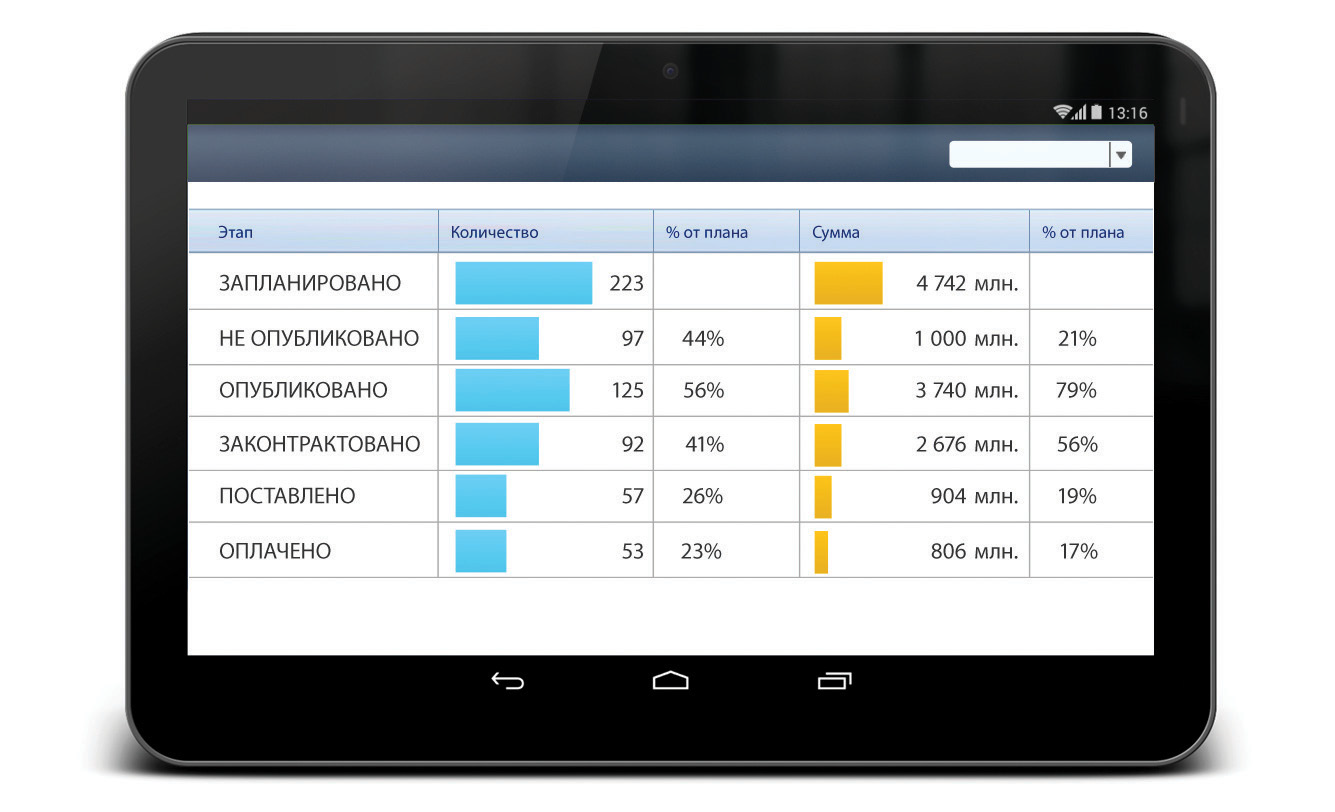 13:16
Этап Количество % от плана Сумма % от плана
ЗАПЛАНИРОВАНО 223 4 742 млн.
НЕ ОПУБЛИКОВАНО 97 44% 1 000 млн. 21%
ОПУБЛИКОВАНО 125 56% 3 740 млн. 79%
ЗАКОНТРАКТОВАНО 92 41% 2 676 млн. 56%
ПОСТАВЛЕНО 57 26% 904 млн. 19%
ОПЛАЧЕНО 53 23% 806 млн. 17%